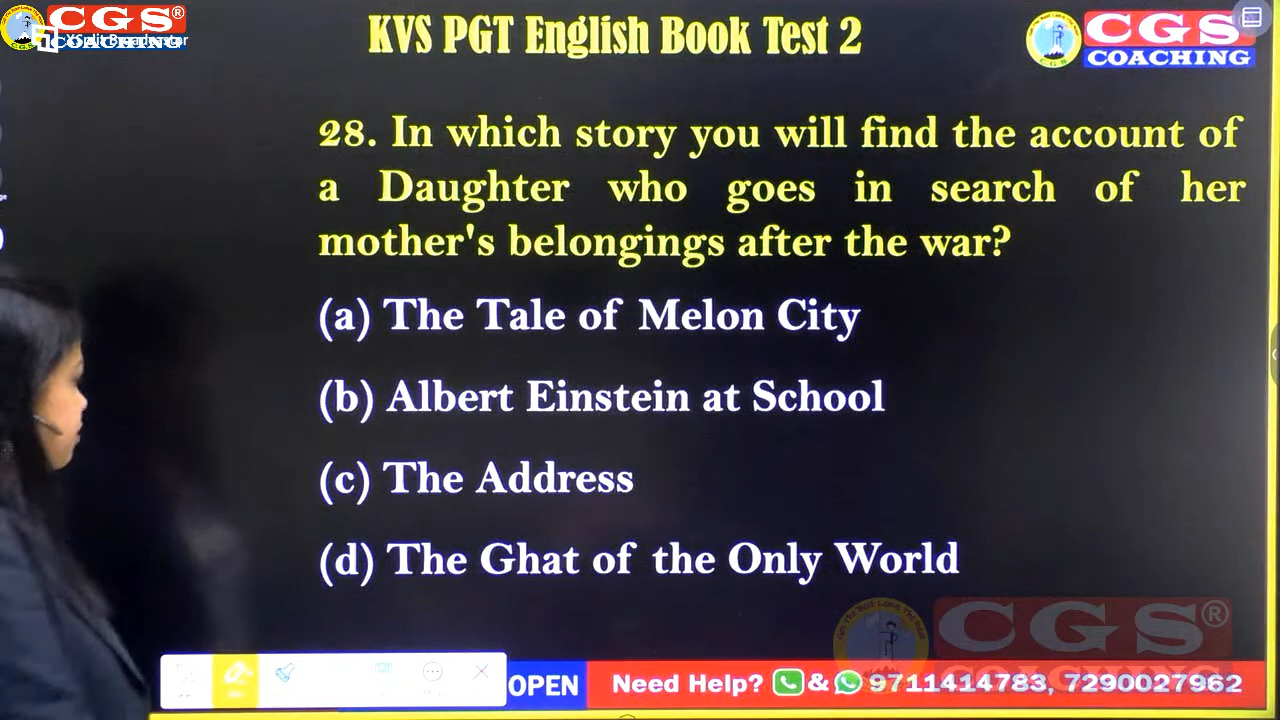 CGS®
COACHING
KVS PGT English Book Test 2
CGS
COACHING
28. In which story you will find the account of
a Daughter who goes in search of her
mother's belongings after the war?
(a) The Tale of Melon City
(b) Albert Einstein at School
(c) The Address
(d) The Ghat of the Only World
CGS®
COACHING
OPEN
Need Help? & 9711414783, 7290027962